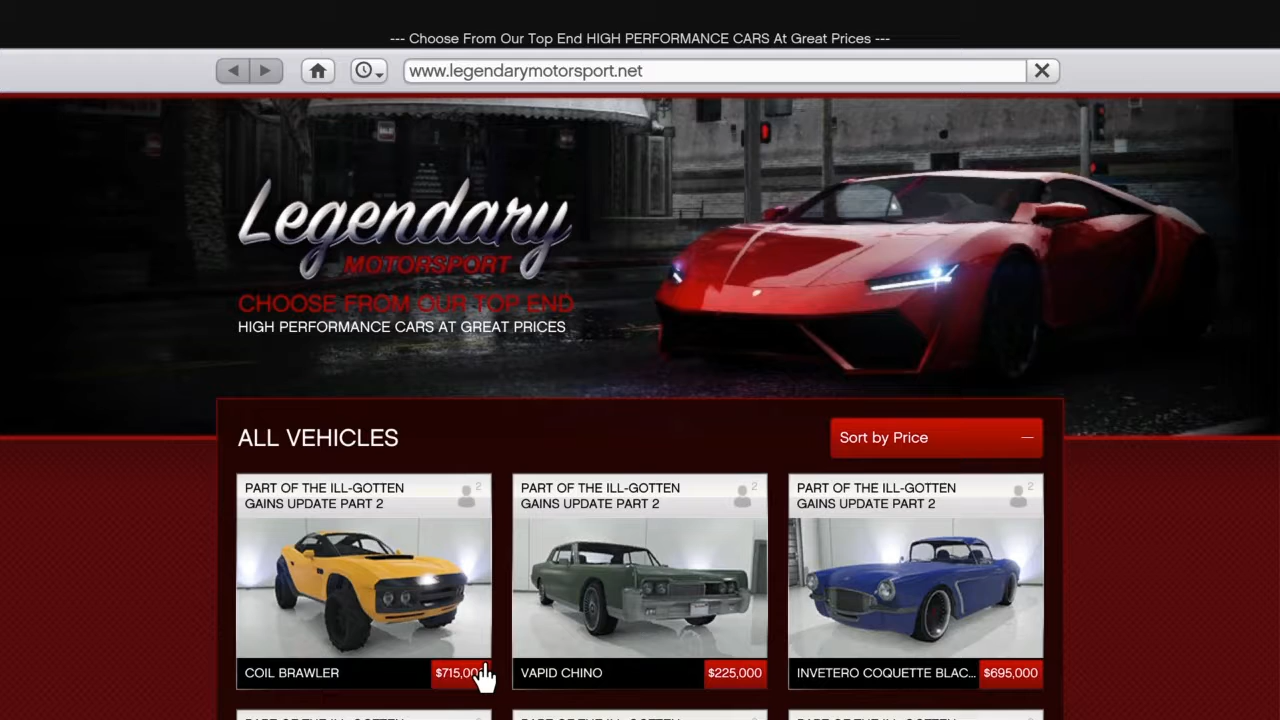 --- Choose From Our Top End HIGH PERFORMANCE CARS At Great Prices ---
www.legendarymotorsport.net
Legendary
MOTORSPORT
CHOOSE FROM OUR TOP END
HIGH PERFORMANCE CARS AT GREAT PRICES
ALL VEHICLES
Sort by Price
PART OF THE ILL-GOTTEN
GAINS UPDATE PART 2
2
COIL BRAWLER
PART OF THE ILL-GOTTEN
GAINS UPDATE PART 2
2
VAPID CHINO
$225,000
PART OF THE ILL-GOTTEN
GAINS UPDATE PART 2
2
INVETERO COQUETTE BLAC...
$695,000